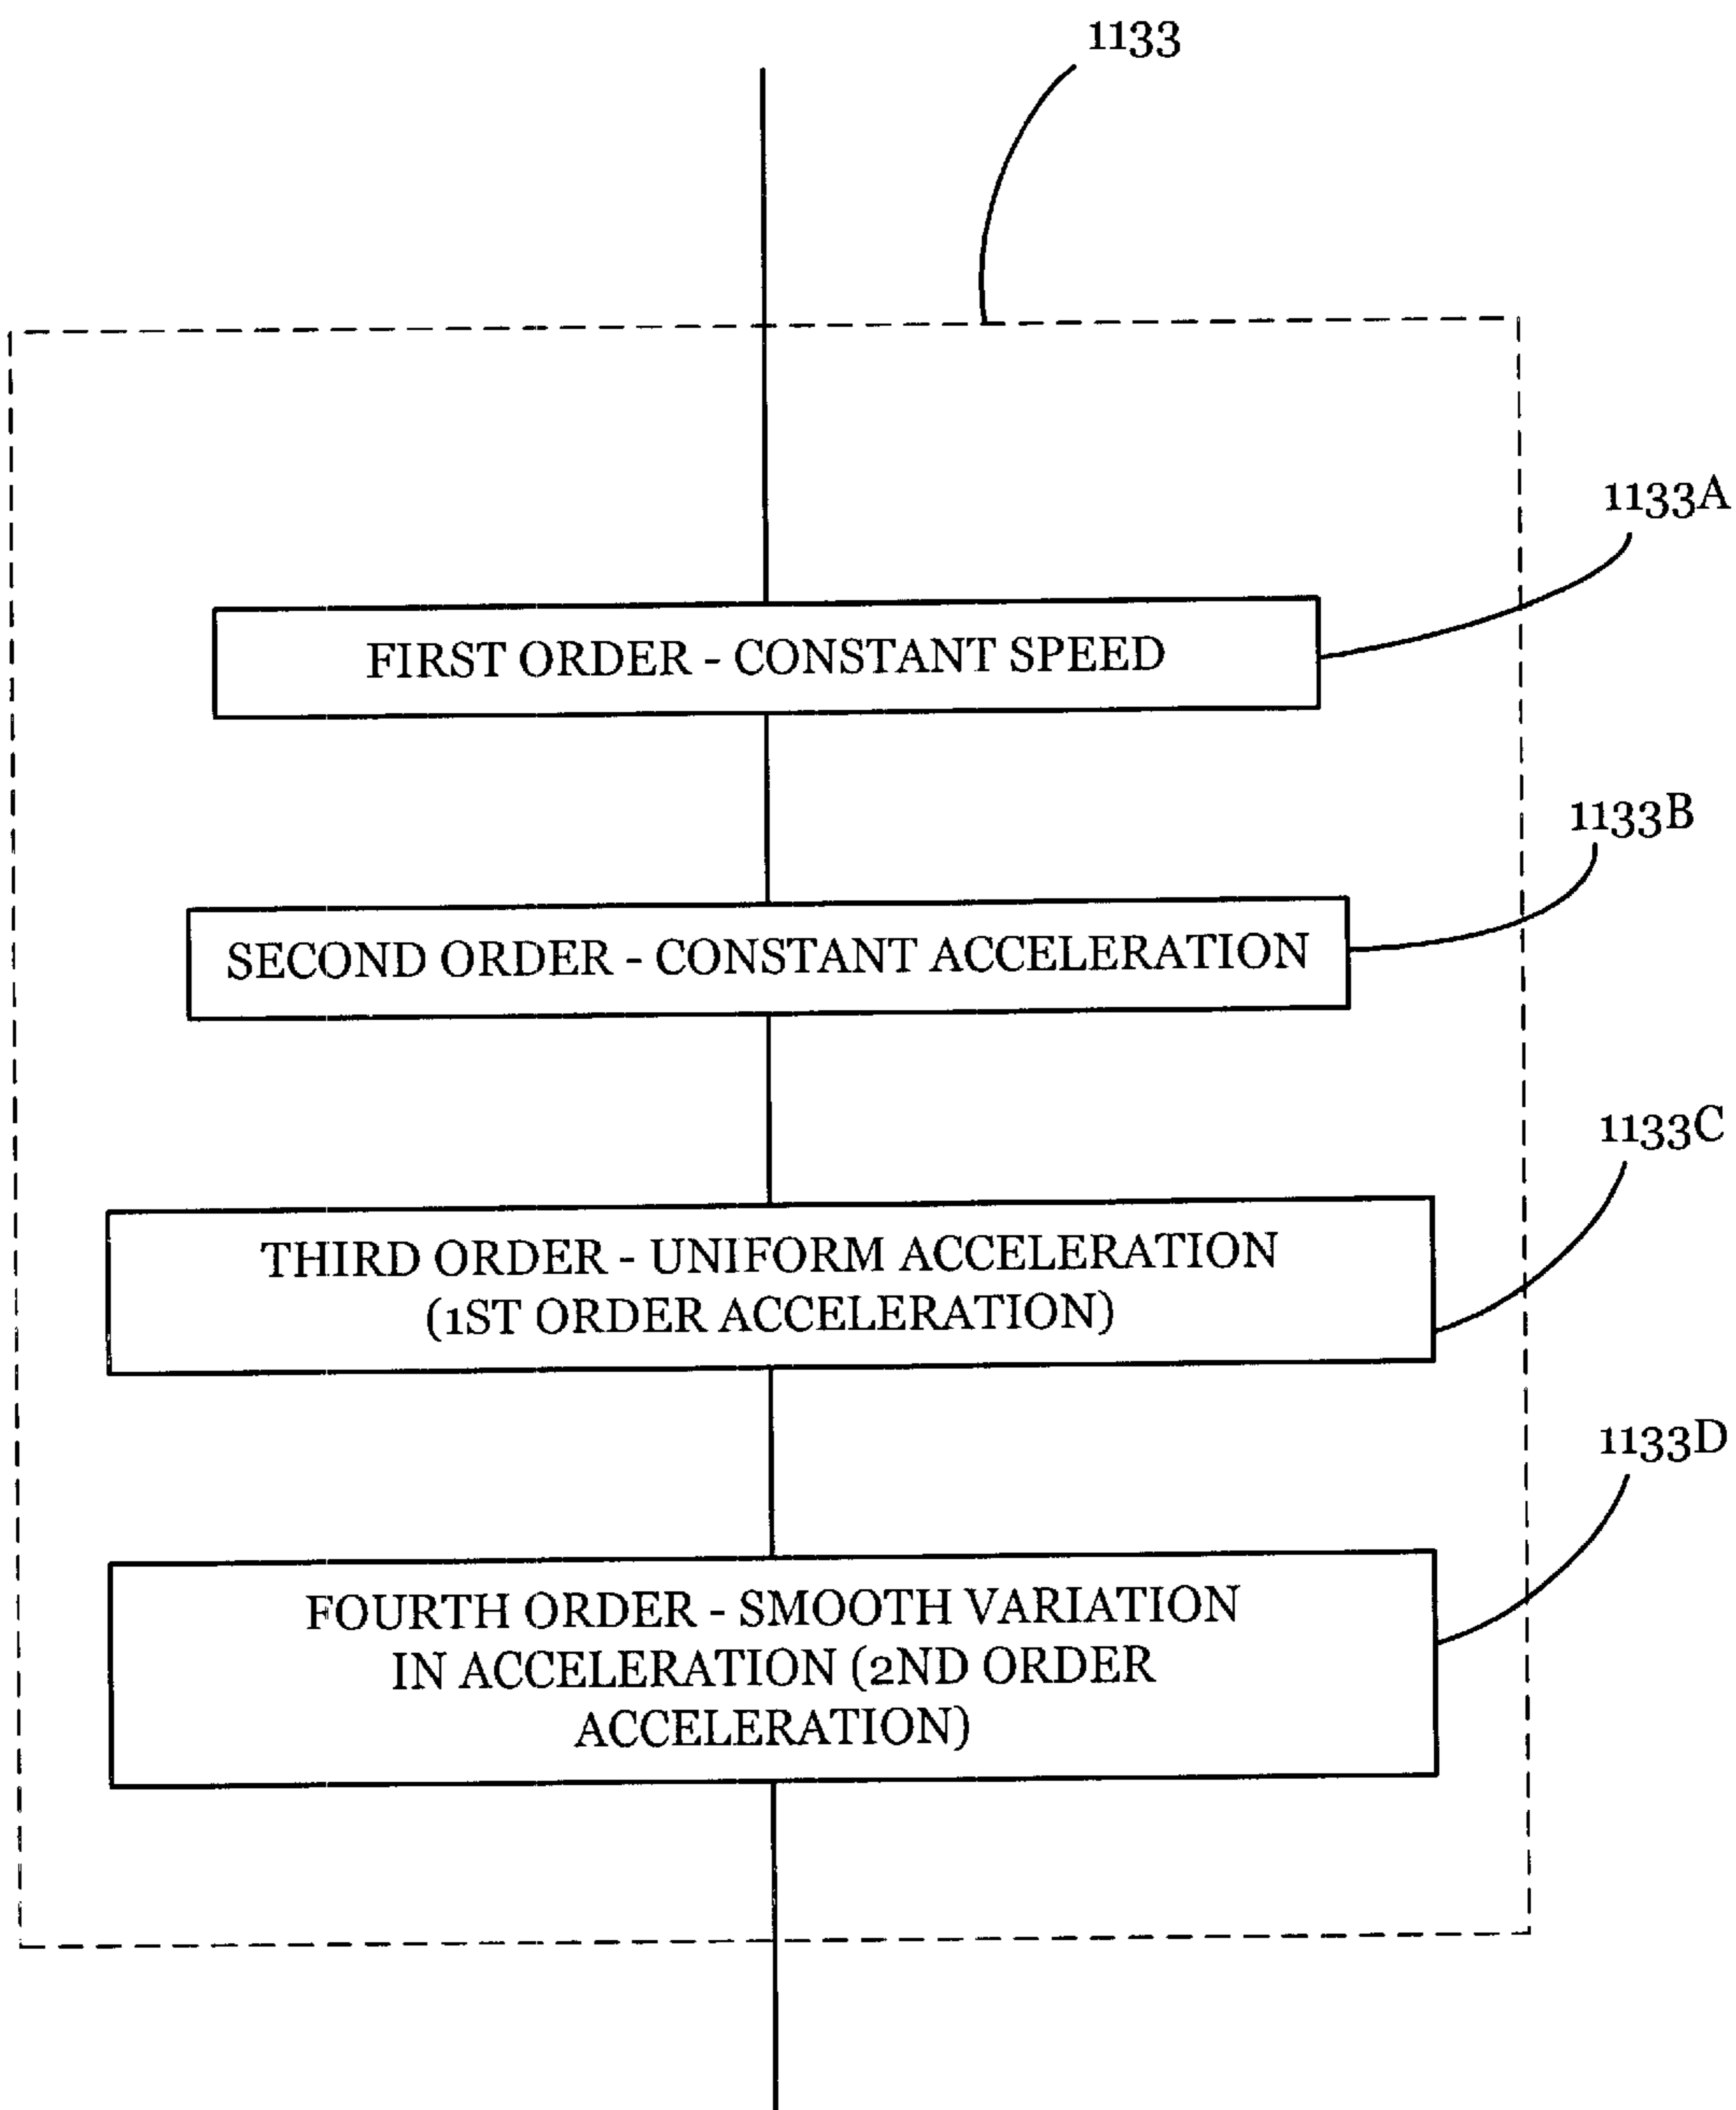 1133
1133A
FIRST ORDER - CONSTANT SPEED
1133B
SECOND ORDER - CONSTANT ACCELERATION
1133C
THIRD ORDER - UNIFORM ACCELERATION
(1ST ORDER ACCELERATION)
1133D
FOURTH ORDER - SMOOTH VARIATION
IN ACCELERATION (2ND ORDER
ACCELERATION)